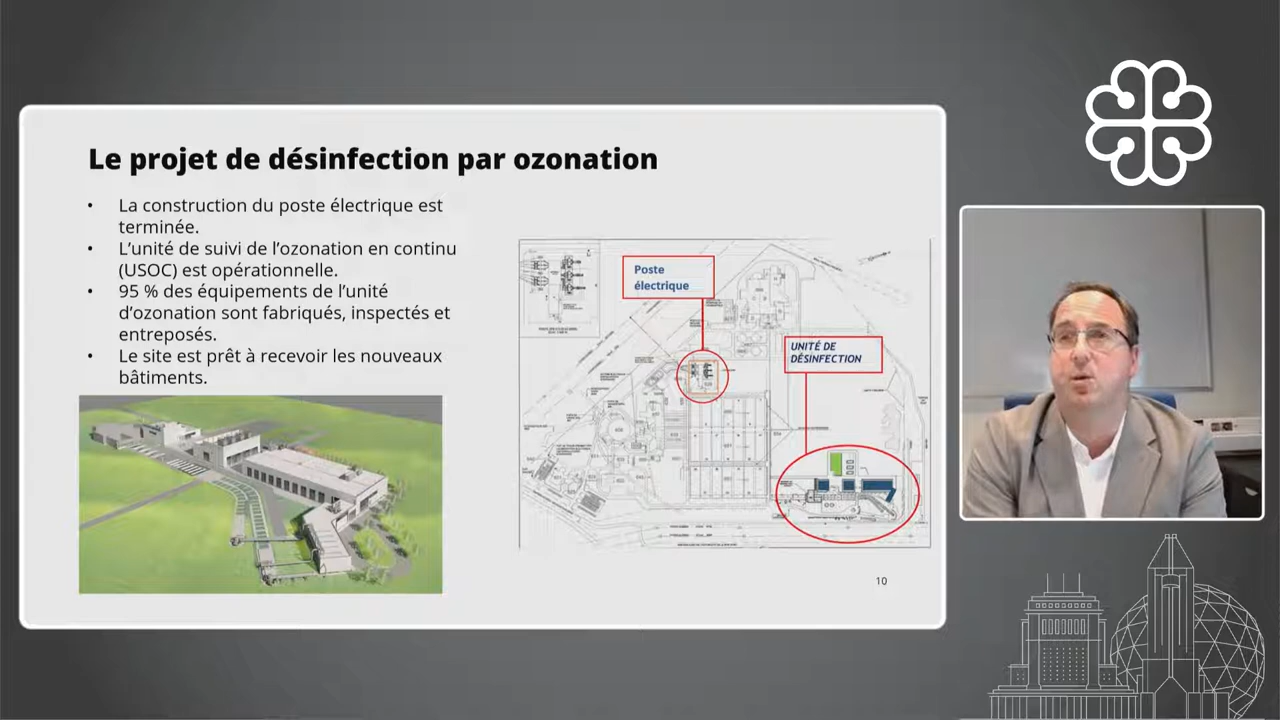 Le projet de désinfection par ozonation
• La construction du poste électrique est
terminée.
• L’unité de suivi de l’ozonation en continu
(USOC) est opérationnelle.
• 95 % des équipements de l’unité
d’ozonation sont fabriqués, inspectés et
entreposés.
• Le site est prêt à recevoir les nouveaux
bâtiments.
Poste
électrique
UNITÉ DE
DÉSINFECTION
10